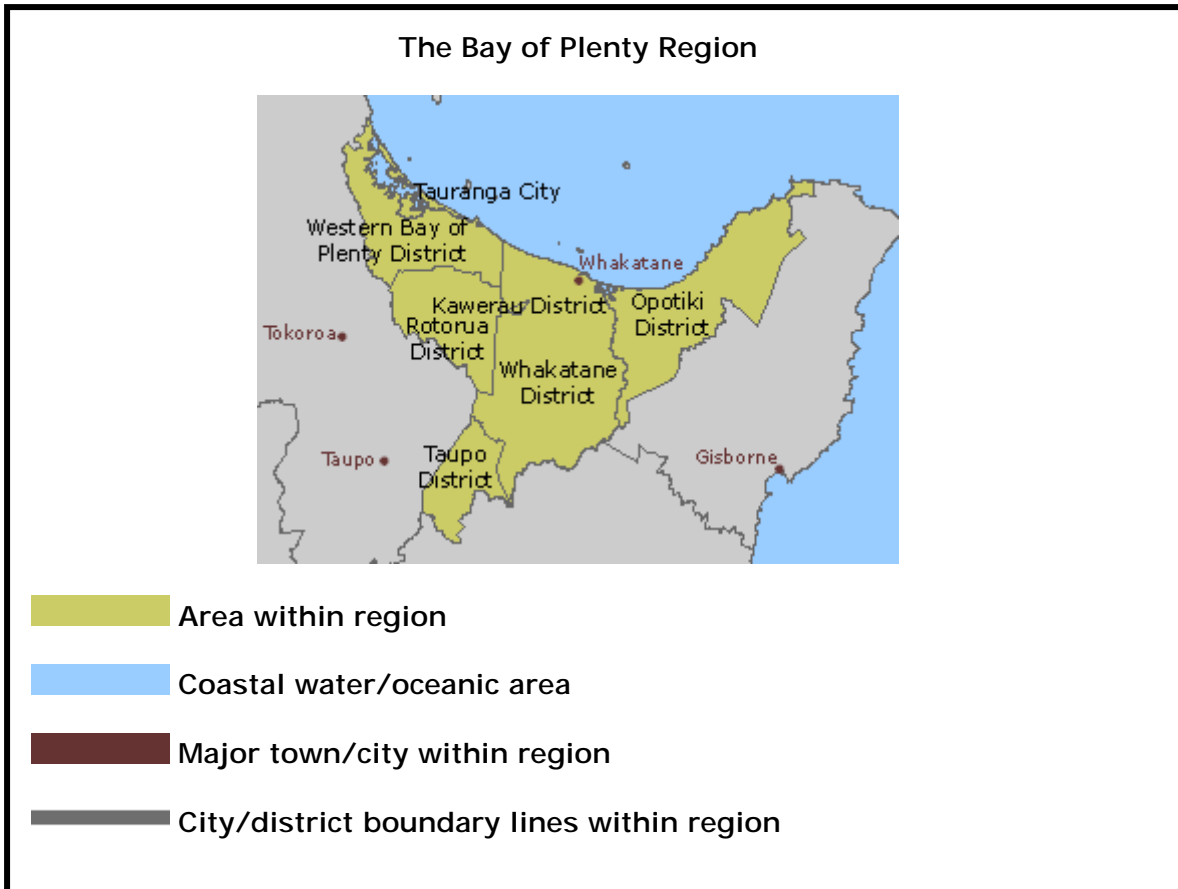 The Bay of Plenty Region
Tauranga City
Western Bay of
Plenty District
Whakatane
Kawerau District
Opotiki
District
Rotorua
District
Tokoroa
Whakatane
District
Taupo
Taupo
District
Gisborne
Area within region
Coastal water/oceanic area
Major town/city within region
City/district boundary lines within region